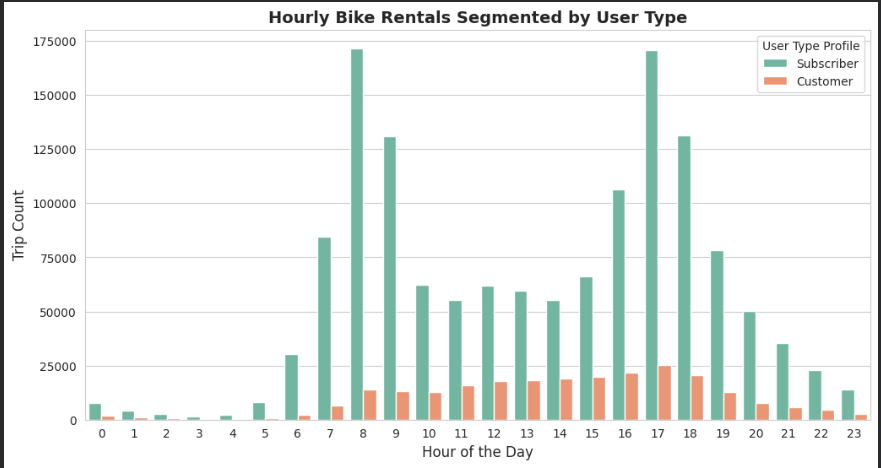 Hourly Bike Rentals Segmented by User Type
User Type Profile
Subscriber
Customer
175000
150000
125000
100000
75000
50000
25000
0
Trip Count
0 1 2 3 4 5 6 7 8 9 10 11 12 13 14 15 16 17 18 19 20 21 22 23
Hour of the Day